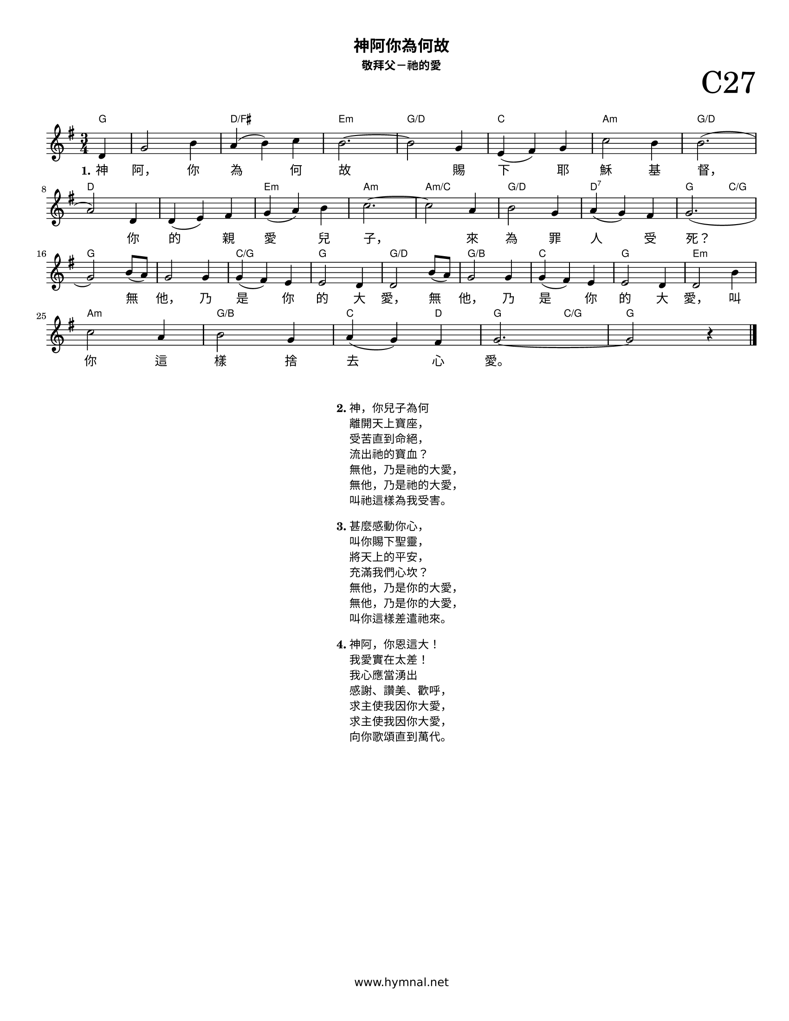 神阿你為何故
敬拜父－祂的愛
C27
G D/F♯ Em G/D C Am G/D
3/4
1. 神 阿， 你 為 何 故 賜 下 耶 穌 基 督，
8 D Em Am Am/C G/D D7 G C/G
你 的 親 愛 兒 子， 來 為 罪 人 受 死？
16 G C/G G G/D G/B C G Em
無 他， 乃 是 你 的 大 愛， 無 他， 乃 是 你 的 大 愛， 叫
25 Am G/B C D G C/G G
你 這 樣 捨 去 心 愛。
2. 神，你兒子為何
離開天上寶座，
受苦直到命絕，
流出祂的寶血？
無他，乃是祂的大愛，
無他，乃是祂的大愛，
叫祂這樣為我受害。
3. 甚麼感動你心，
叫你賜下聖靈，
將天上的平安，
充滿我們心坎？
無他，乃是你的大愛，
無他，乃是你的大愛，
叫你這樣差遣祂來。
4. 神阿，你恩這大！
我愛實在太差！
我心應當湧出
感謝、讚美、歡呼，
求主使我因你大愛，
求主使我因你大愛，
向你歌頌直到萬代。
www.hymnal.net